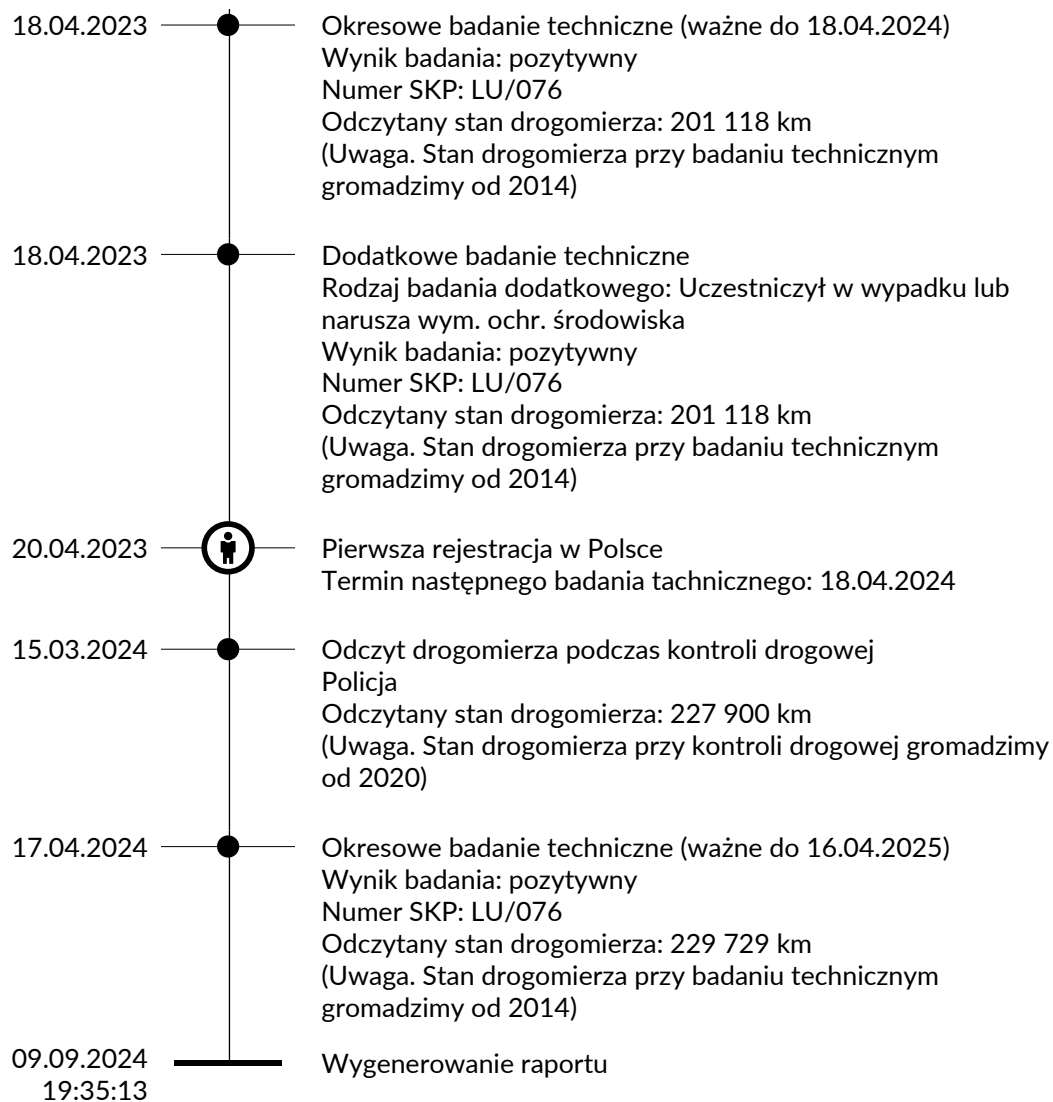 18.04.2023
Okresowe badanie techniczne (ważne do 18.04.2024)
Wynik badania: pozytywny
Numer SKP: LU/076
Odczytany stan drogomierza: 201 118 km
(Uwaga. Stan drogomierza przy badaniu technicznym
gromadzimy od 2014)
18.04.2023
Dodatkowe badanie techniczne
Rodzaj badania dodatkowego: Uczestniczył w wypadku lub
narusza wym. ochr. środowiska
Wynik badania: pozytywny
Numer SKP: LU/076
Odczytany stan drogomierza: 201 118 km
(Uwaga. Stan drogomierza przy badaniu technicznym
gromadzimy od 2014)
20.04.2023
Pierwsza rejestracja w Polsce
Termin następnego badania tachnicznego: 18.04.2024
15.03.2024
Odczyt drogomierza podczas kontroli drogowej
Policja
Odczytany stan drogomierza: 227 900 km
(Uwaga. Stan drogomierza przy kontroli drogowej gromadzimy
od 2020)
17.04.2024
Okresowe badanie techniczne (ważne do 16.04.2025)
Wynik badania: pozytywny
Numer SKP: LU/076
Odczytany stan drogomierza: 229 729 km
(Uwaga. Stan drogomierza przy badaniu technicznym
gromadzimy od 2014)
09.09.2024
19:35:13
Wygenerowanie raportu